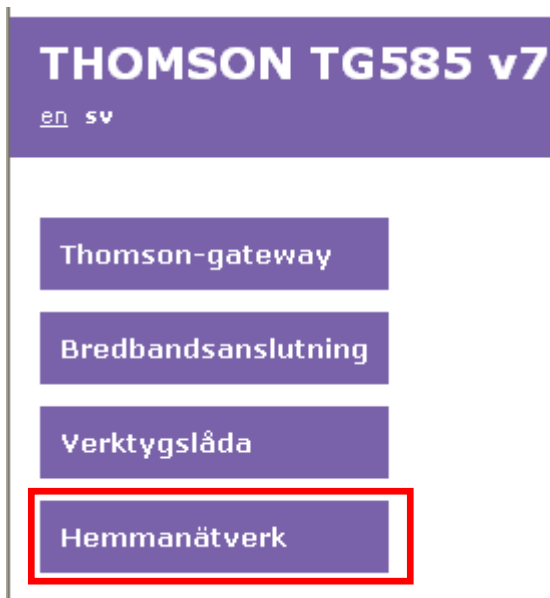 THOMSON TG585 v7
en sv
Thomson-gateway
Bredbandsanslutning
Verktygslåda
Hemmanätverk